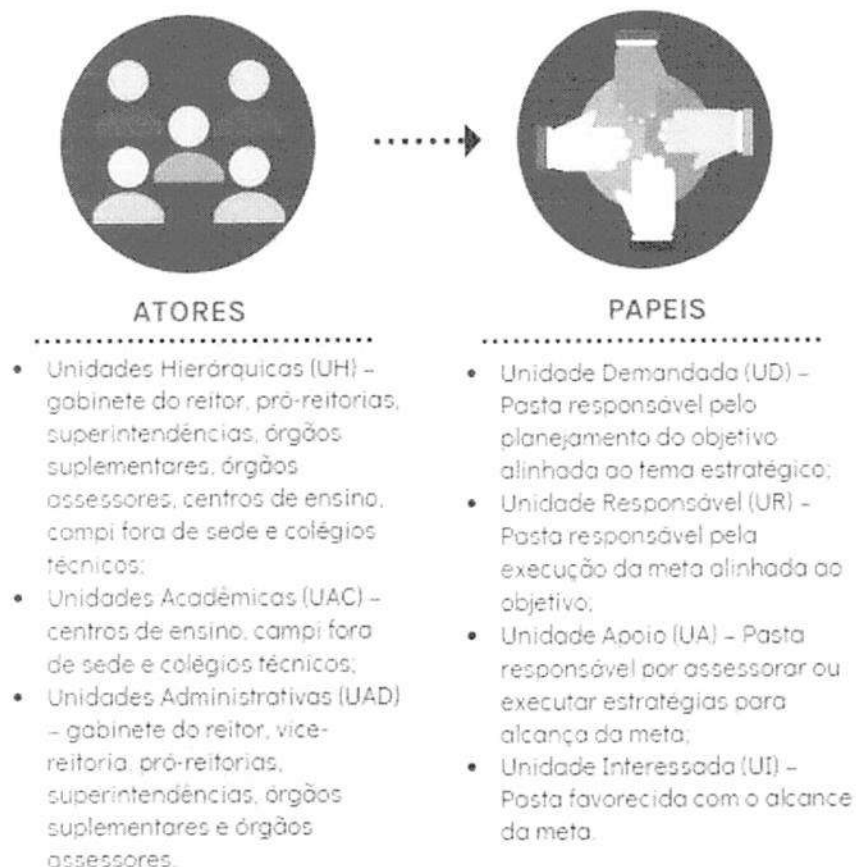 ATORES
• Unidades Hierárquicas (UH) –
gabinete do reitor, pró-reitorias,
superintendências, órgãos
suplementares, órgãos
assessores, centros de ensino,
campi fora de sede e colégios
técnicos;
• Unidades Acadêmicas (UAC) –
centros de ensino, campi fora
de sede e colégios técnicos;
• Unidades Administrativas (UAD)
– gabinete do reitor, vice-
reitoria, pró-reitorias,
superintendências, órgãos
suplementares e órgãos
assessores.
PAPEIS
• Unidade Demandada (UD) –
Pasta responsável pelo
planejamento do objetivo
alinhada ao tema estratégico;
• Unidade Responsável (UR) –
Pasta responsável pela
execução da meta alinhada ao
objetivo;
• Unidade Apoio (UA) – Pasta
responsável por assessorar ou
executar estratégias para
alcança da meta;
• Unidade Interessada (UI) –
Pasta favorecida com o alcance
da meta.